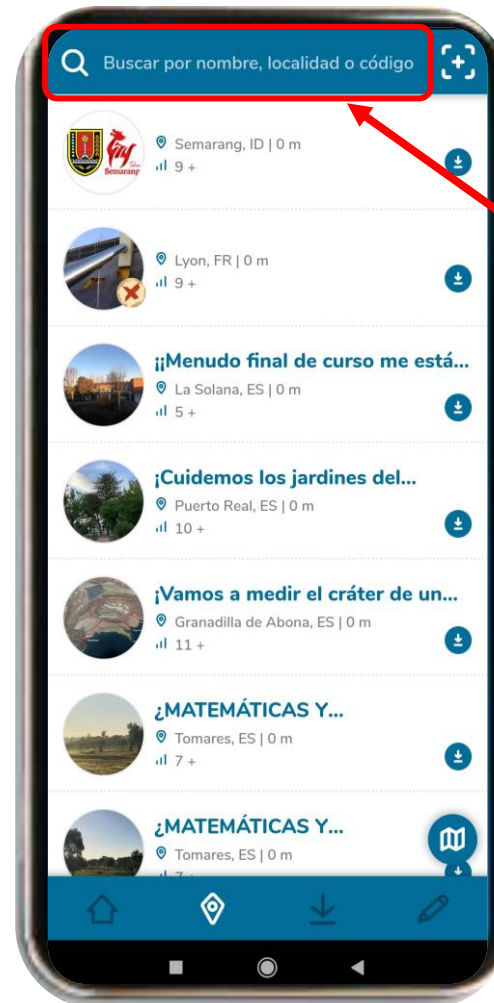 Buscar por nombre, localidad o código
Semarang, ID | 0 m
Semarang
9 +
Lyon, FR | 0 m
9 +
¡¡Menudo final de curso me está...
La Solana, ES | 0 m
5 +
¡Cuidemos los jardines del...
Puerto Real, ES | 0 m
10 +
¡Vamos a medir el cráter de un...
Granadilla de Abona, ES | 0 m
11 +
¿MATEMÁTICAS Y...
Tomares, ES | 0 m
7 +
¿MATEMÁTICAS Y...
Tomares, ES | 0 m
7 +